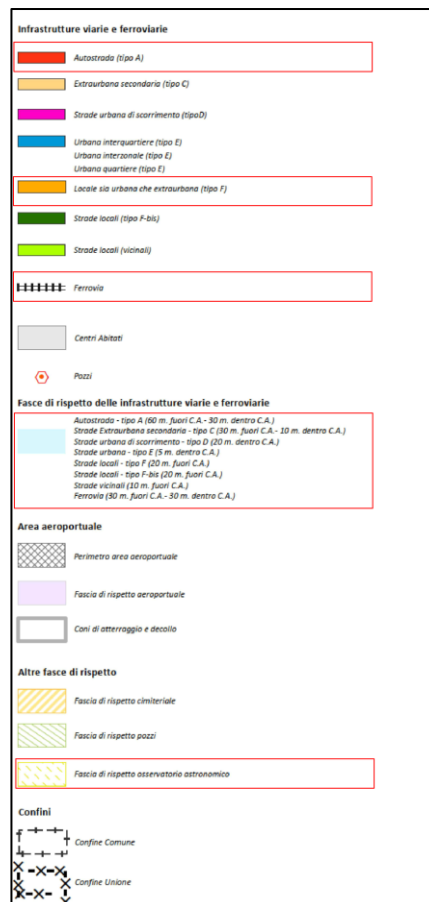 Infrastrutture viarie e ferroviarie
Autostrada (tipo A)
Extraurbana secondaria (tipo C)
Strade urbana di scorrimento (tipoD)
Urbana interquartiere (tipo E)
Urbana interzonale (tipo E)
Urbana quartiere (tipo E)
Locale sia urbana che extraurbana (tipo F)
Strade locali (tipo F-bis)
Strade locali (vicinali)
Ferrovia
Centri Abitati
Pozzi
Fasce di rispetto delle infrastrutture viarie e ferroviarie
Autostrada - tipo A (60 m. fuori C.A.- 30 m. dentro C.A.)
Strade Extraurbana secondaria - tipo C (30 m. fuori C.A.- 10 m. dentro C.A.)
Strade urbana di scorrimento - tipo D (20 m. dentro C.A.)
Strade urbana - tipo E (5 m. dentro C.A.)
Strade locali - tipo F (20 m. fuori C.A.)
Strade locali - tipo F-bis (20 m. fuori C.A.)
Strade vicinali (10 m. fuori C.A.)
Ferrovia (30 m. fuori C.A.- 30 m. dentro C.A.)
Area aeroportuale
Perimetro area aeroportuale
Fascia di rispetto aeroportuale
Coni di atterraggio e decollo
Altre fasce di rispetto
Fascia di rispetto cimiteriale
Fascia di rispetto pozzi
Fascia di rispetto osservatorio astronomico
Confini
Confine Comune
Confine Unione